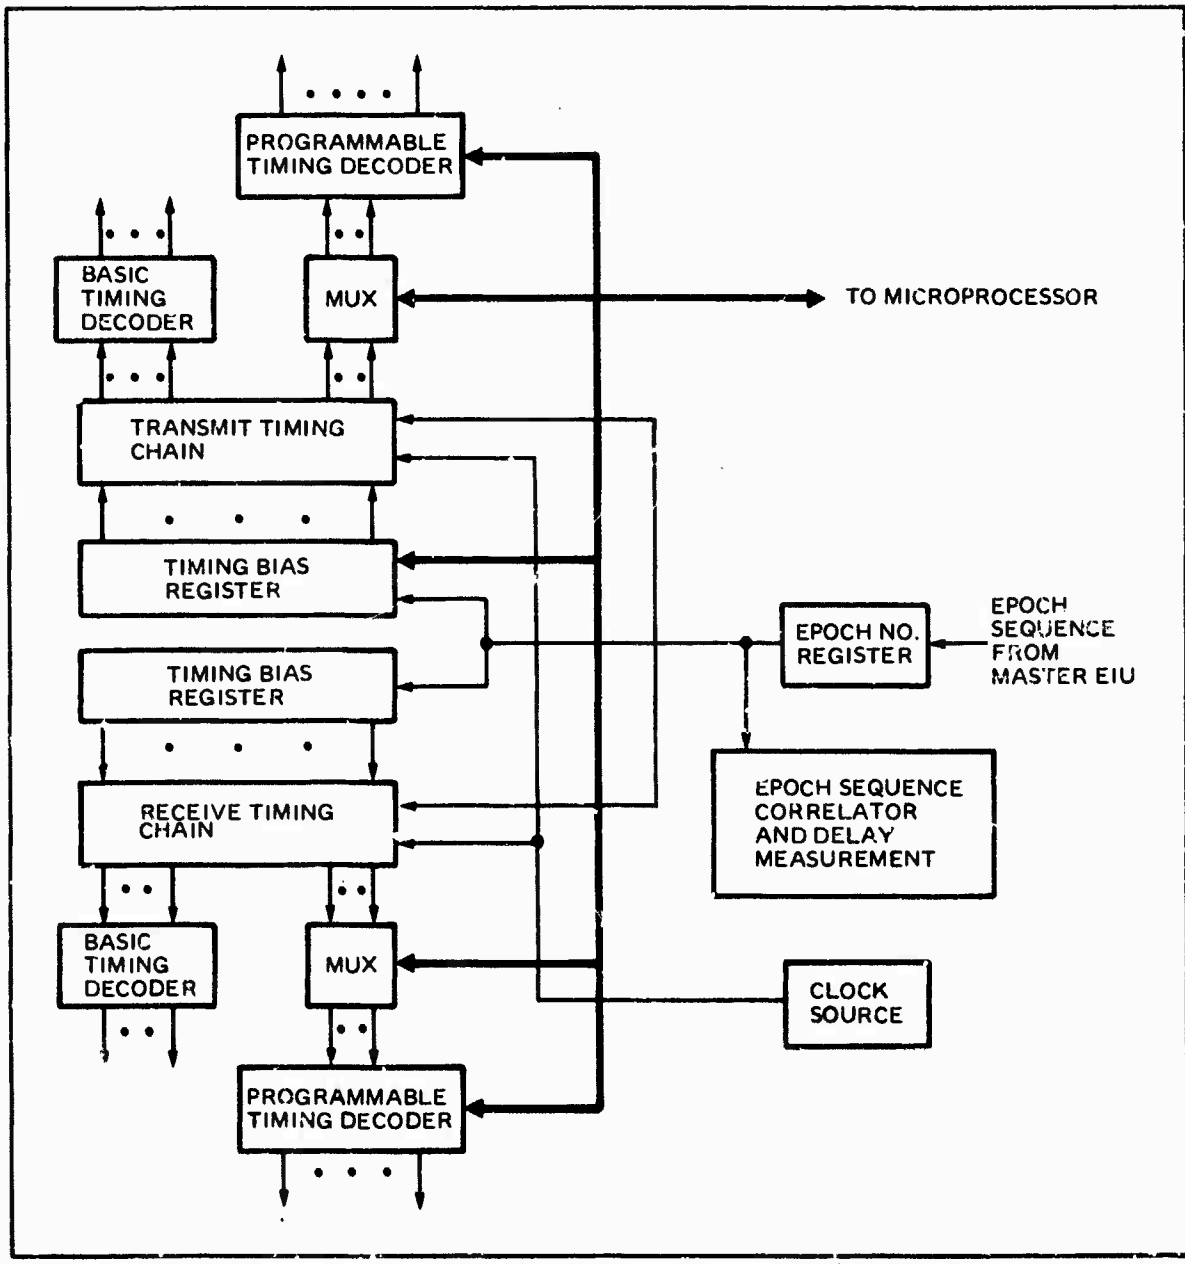 PROGRAMMABLE
TIMING DECODER
BASIC
TIMING
DECODER
MUX
TO MICROPROCESSOR
TRANSMIT TIMING
CHAIN
TIMING BIAS
REGISTER
EPOCH NO.
REGISTER
EPOCH
SEQUENCE
FROM
MASTER EIU
TIMING BIAS
REGISTER
EPOCH SEQUENCE
CORRELATOR
AND DELAY
MEASUREMENT
RECEIVE TIMING
CHAIN
BASIC
TIMING
DECODER
MUX
CLOCK
SOURCE
PROGRAMMABLE
TIMING DECODER